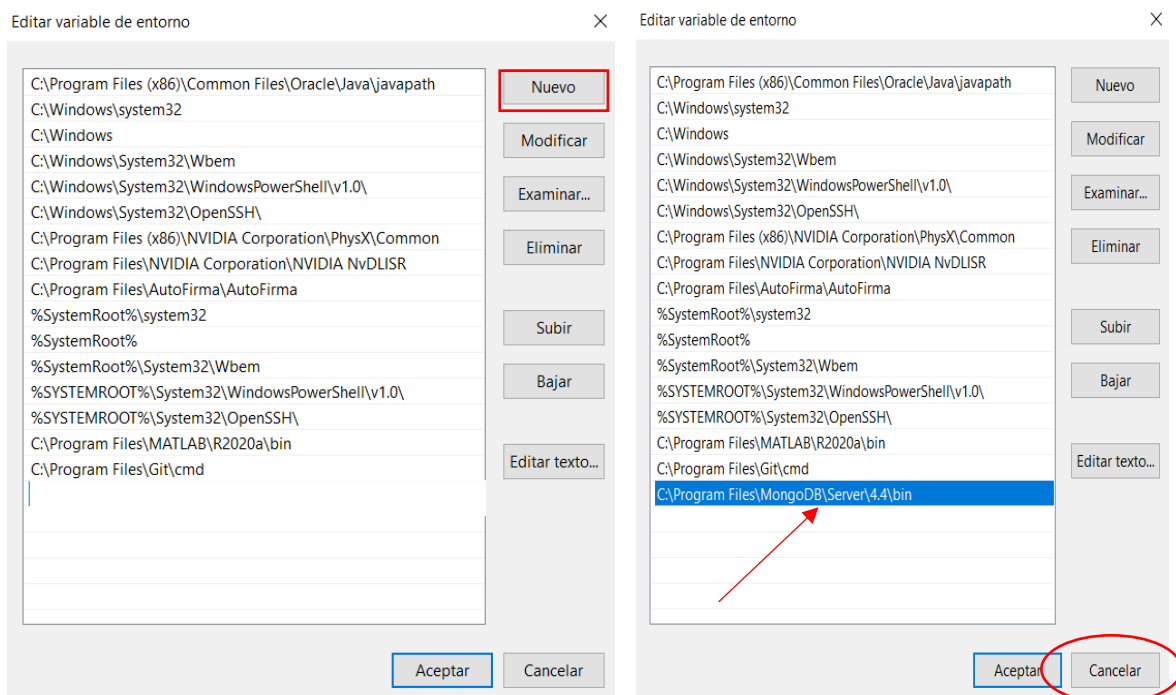 Editar variable de entorno
C:\Program Files (x86)\Common Files\Oracle\Java\javapath
C:\Windows\system32
C:\Windows
C:\Windows\System32\Wbem
C:\Windows\System32\WindowsPowerShell\v1.0\
C:\Windows\System32\OpenSSH\
C:\Program Files (x86)\NVIDIA Corporation\PhysX\Common
C:\Program Files\NVIDIA Corporation\NVIDIA NvDLISR
C:\Program Files\AutoFirma\AutoFirma
%SystemRoot%\system32
%SystemRoot%
%SystemRoot%\System32\Wbem
%SYSTEMROOT%\System32\WindowsPowerShell\v1.0\
%SYSTEMROOT%\System32\OpenSSH\
C:\Program Files\MATLAB\R2020a\bin
C:\Program Files\Git\cmd
Nuevo
Modificar
Examinar...
Eliminar
Subir
Bajar
Editar texto...
Aceptar
Cancelar
Editar variable de entorno
C:\Program Files (x86)\Common Files\Oracle\Java\javapath
C:\Windows\system32
C:\Windows
C:\Windows\System32\Wbem
C:\Windows\System32\WindowsPowerShell\v1.0\
C:\Windows\System32\OpenSSH\
C:\Program Files (x86)\NVIDIA Corporation\PhysX\Common
C:\Program Files\NVIDIA Corporation\NVIDIA NvDLISR
C:\Program Files\AutoFirma\AutoFirma
%SystemRoot%\system32
%SystemRoot%
%SystemRoot%\System32\Wbem
%SYSTEMROOT%\System32\WindowsPowerShell\v1.0\
%SYSTEMROOT%\System32\OpenSSH\
C:\Program Files\MATLAB\R2020a\bin
C:\Program Files\Git\cmd
C:\Program Files\MongoDB\Server\4.4\bin
Nuevo
Modificar
Examinar...
Eliminar
Subir
Bajar
Editar texto...
Aceptar
Cancelar